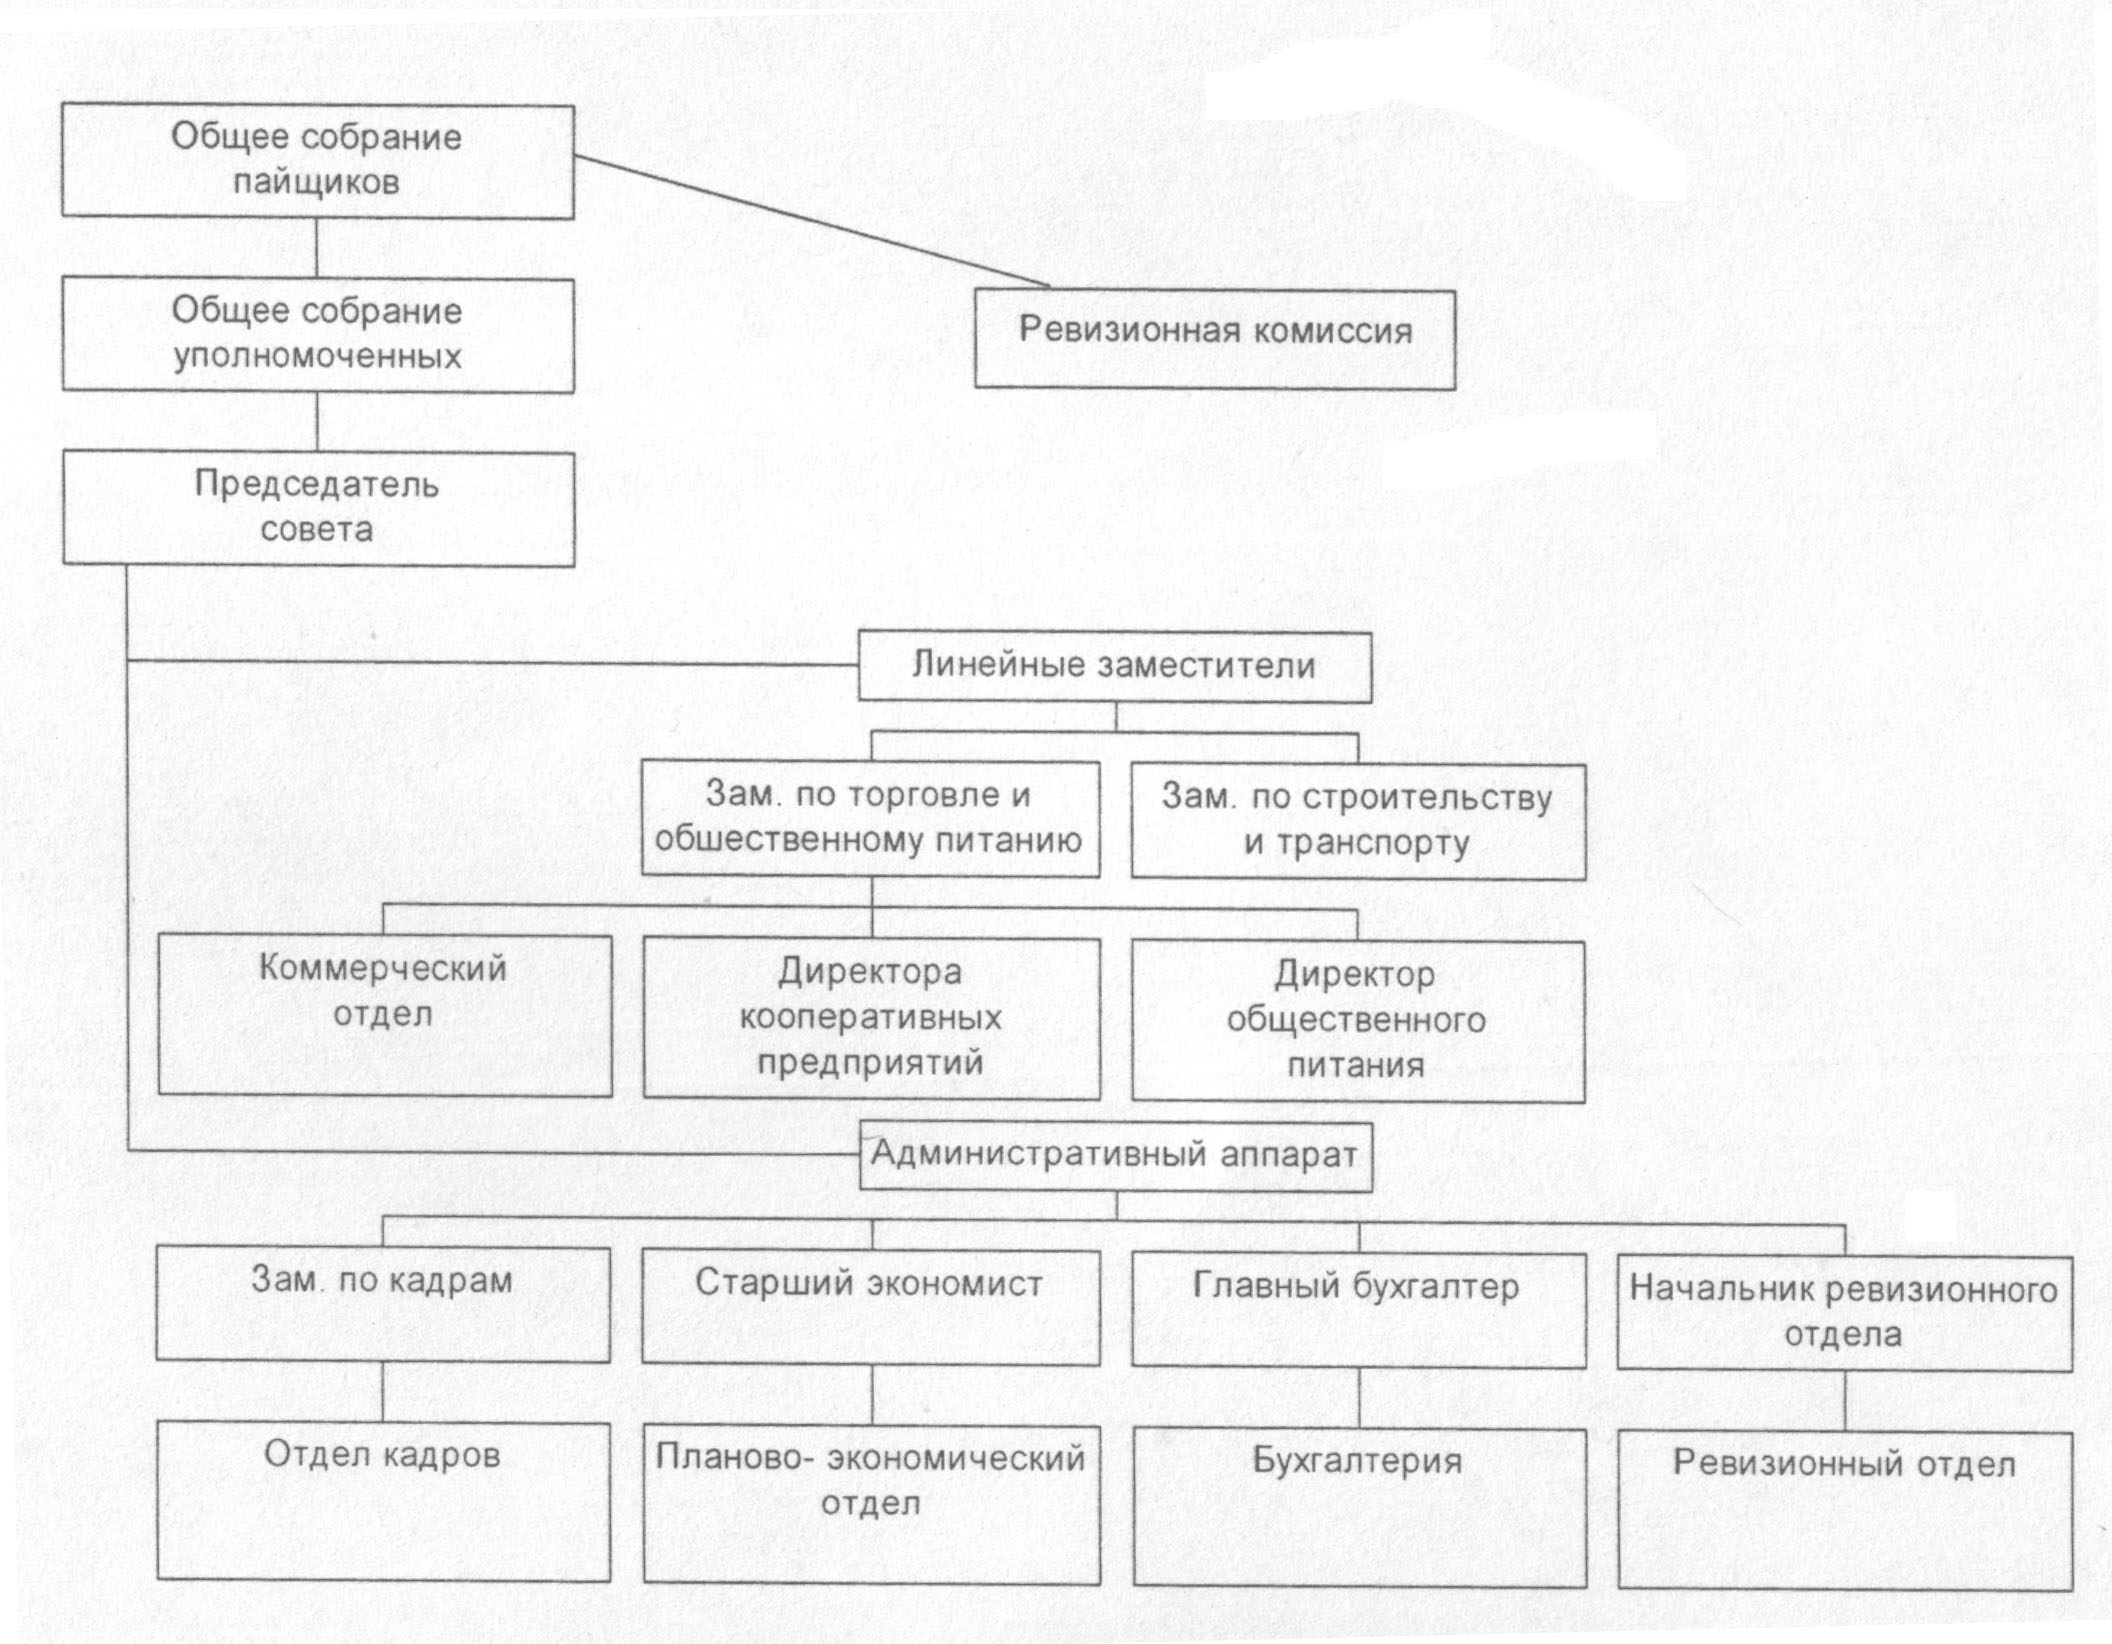 Общее собрание
пайщиков
Общее собрание
уполномоченных
Ревизионная комиссия
Председатель
совета
Линейные заместители
Зам. по торговле и
обшественному питанию
Зам. по строительству
и транспорту
Коммерческий
отдел
Директора
кооперативных
предприятий
Директор
общественного
питания
Административный аппарат
Зам. по кадрам
Старший экономист
Главный бухгалтер
Начальник ревизионного
отдела
Отдел кадров
Планово- экономический
отдел
Бухгалтерия
Ревизионный отдел